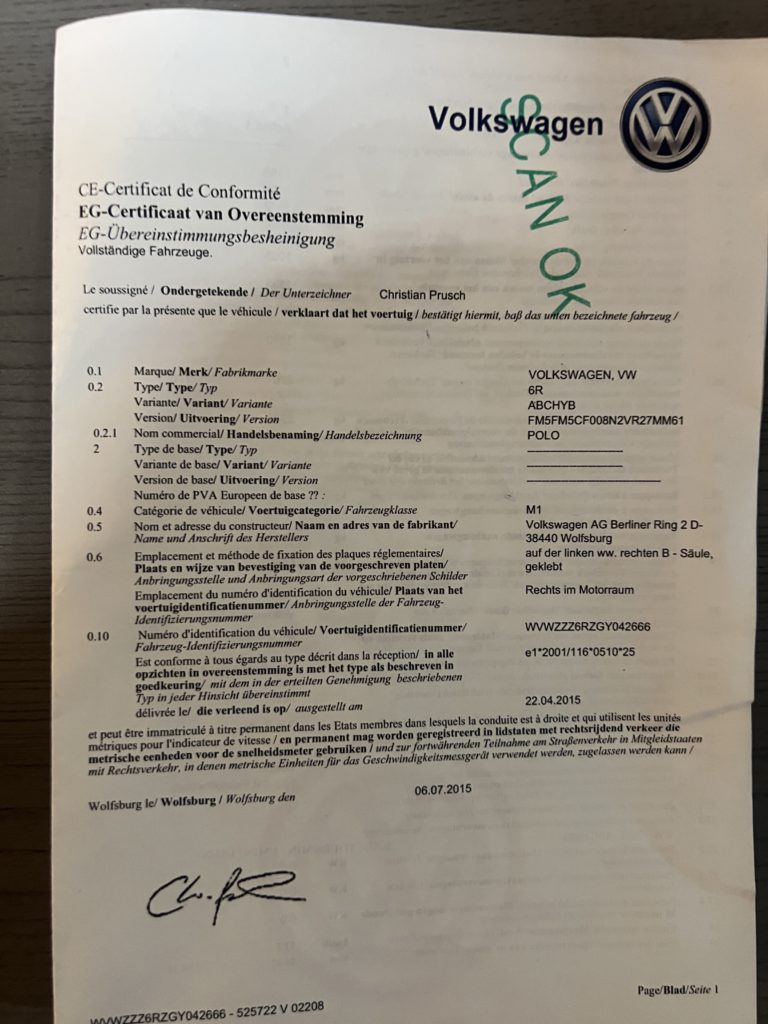 Volkswagen
SCAN OK
CE-Certificat de Conformité
EG-Certificaat van Overeenstemming
EG-Übereinstimmungsbesheinigung
Vollständige Fahrzeuge.
Le soussigné / Ondergetekende / Der Unterzeichner Christian Prusch
certifie par la présente que le véhicule / verklaart dat het voertuig / bestätigt hiermit, baß das unten bezeichnete fahrzeug /
0.1 Marque/ Merk/ Fabrikmarke VOLKSWAGEN, VW
0.2 Type/ Type/ Typ 6R
Variante/ Variant/ Variante ABCHYB
Version/ Uitvoering/ Version FM5FM5CF008N2VR27MM61
0.2.1 Nom commercial/ Handelsbenaming/ Handelsbezeichnung POLO
2 Type de base/ Type/ Typ
Variante de base/ Variant/ Variante
Version de base/ Uitvoering/ Version
Numéro de PVA Europeen de base ?? :
0.4 Catégorie de véhicule/ Voertuigcategorie/ Fahrzeugklasse M1
0.5 Nom et adresse du constructeur/ Naam en adres van de fabrikant/ Volkswagen AG Berliner Ring 2 D-
Name und Anschrift des Herstellers 38440 Wolfsburg
0.6 Emplacement et méthode de fixation des plaques réglementaires/ auf der linken ww. rechten B - Säule,
Plaats en wijze van bevestiging van de voorgeschreven platen/ geklebt
Anbringungsstelle und Anbringungsart der vorgeschriebenen Schilder
Emplacement du numéro d'identification du véhicule/ Plaats van het Rechts im Motorraum
voertuigidentificatienummer/ Anbringungsstelle der Fahrzeug-
Identifizierungsnummer
0.10 Numéro d'identification du véhicule/ Voertuigidentificatienummer/ WVWZZZ6RZGY042666
Fahrzeug-Identifizierungsnummer
Est conforme à tous égards au type décrit dans la réception/ in alle e1*2001/116*0510*25
opzichten in overeenstemming is met het type als beschreven in
goedkeuring/ mit dem in der erteilten Genehmigung beschriebenen
Typ in jeder Hinsicht übereinstimmt
délivrée le/ die verleend is op/ ausgestellt am 22.04.2015
et peut être immatriculé à titre permanent dans les Etats membres dans lesquels la conduite est à droite et qui utilisent les unités
métriques pour l'indicateur de vitesse / en permanent mag worden geregistreerd in lidstaten met rechtsrijdend verkeer die
metrische eenheden voor de snelheidsmeter gebruiken / und zur fortwährenden Teilnahme am Straßenverkehr in Mitgleidstaaten
mit Rechtsverkehr, in denen metrische Einheiten für das Geschwindigkeitsmessgerät verwendet werden, zugelassen werden kann /
Wolfsburg le/ Wolfsburg / Wolfsburg den 06.07.2015
Page/Blad/Seite 1
WVWZZZ6RZGY042666 - 525722 V 02208